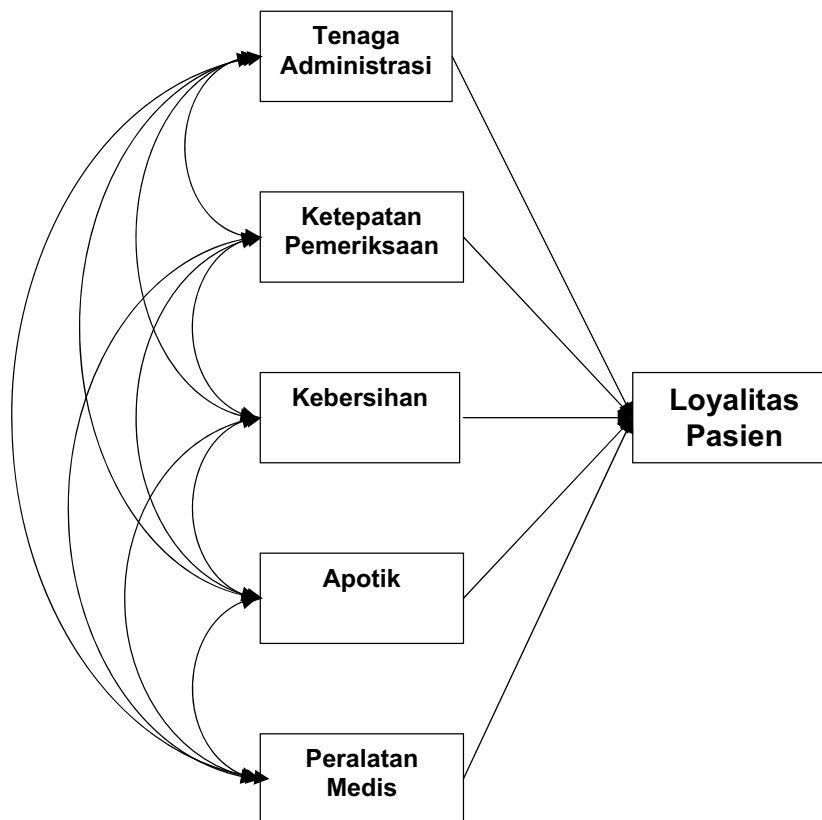 Tenaga
Administrasi
Ketepatan
Pemeriksaan
Kebersihan
Loyalitas
Pasien
Apotik
Peralatan
Medis